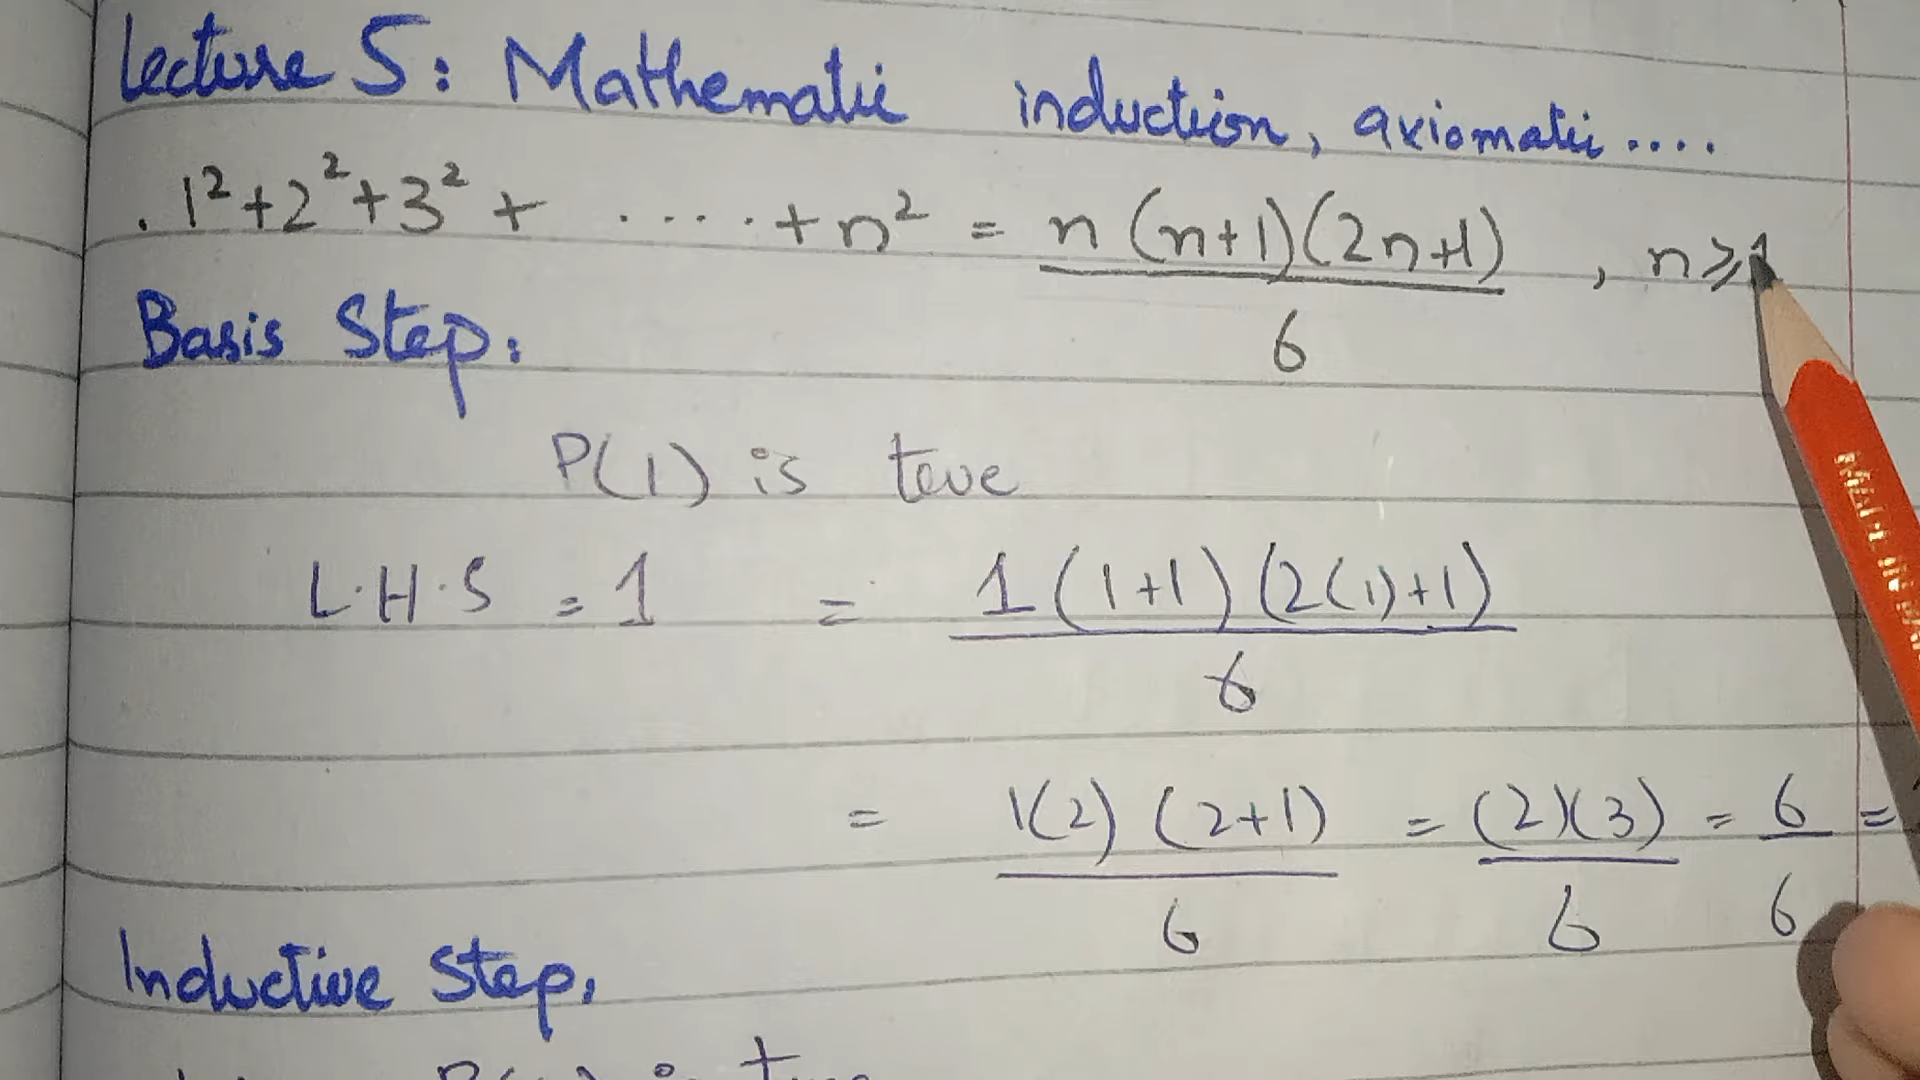 Lecture 5: Mathematic induction, axiomatic ....
. 1² + 2² + 3² + ..... + n² = n (n+1)(2n+1) / 6 , n ≥ 1
Basis Step:
P(1) is true
L.H.S = 1 = 1 (1+1) (2(1)+1) / 6
= 1(2) (2+1) / 6 = (2)(3) / 6 = 6 / 6 =
Inductive Step:
is true